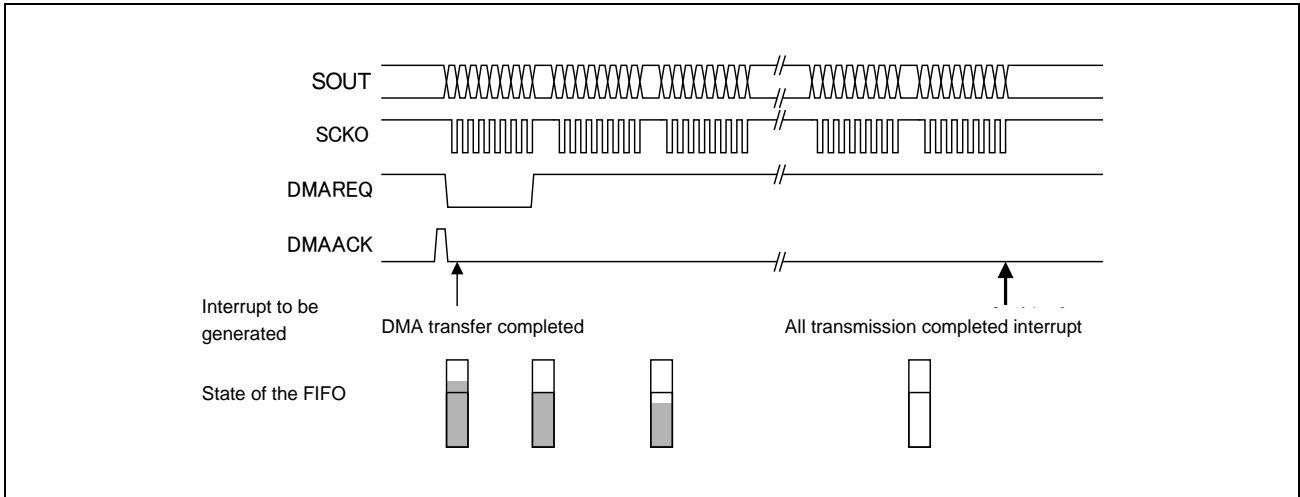 SOUT
SCKO
DMAREQ
DMAACK
Interrupt to be
generated
DMA transfer completed
All transmission completed interrupt
State of the FIFO